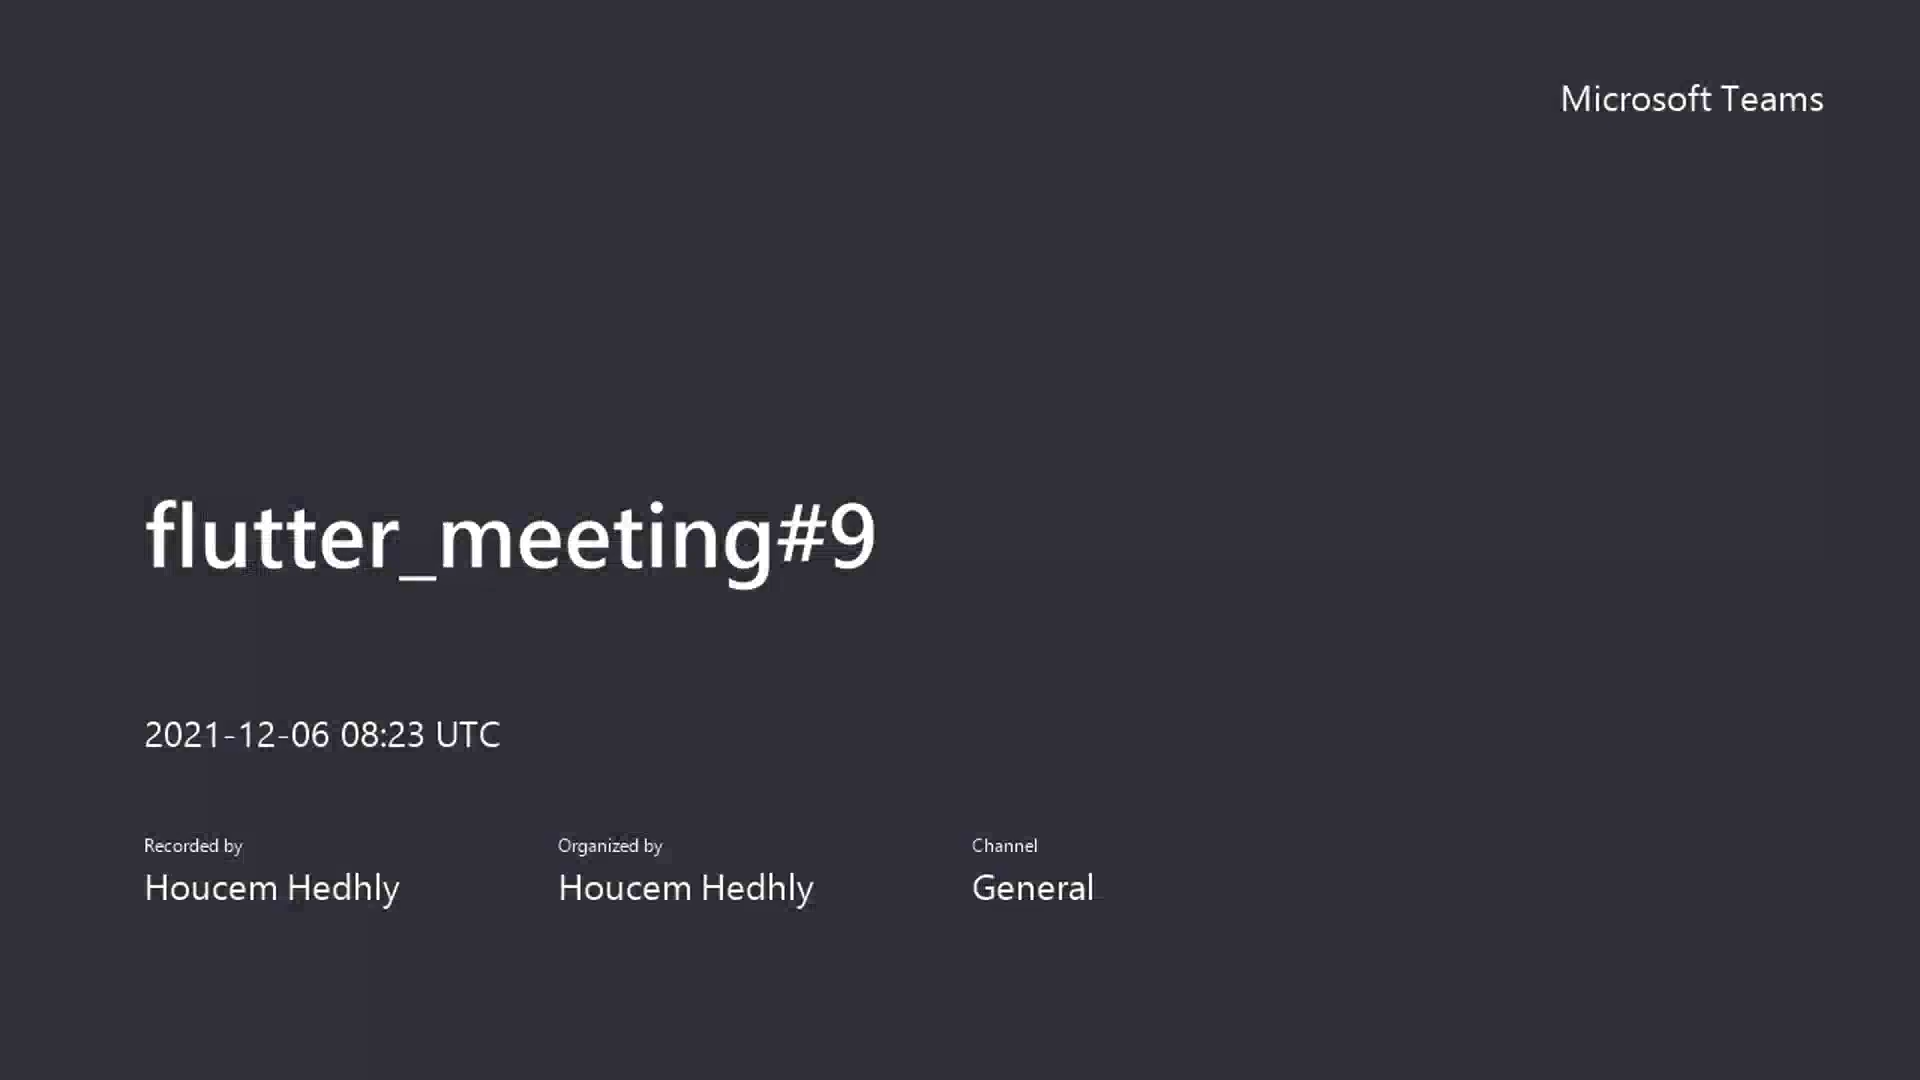 Microsoft Teams
flutter_meeting#9
2021-12-06 08:23 UTC
Recorded by
Houcem Hedhly
Organized by
Houcem Hedhly
Channel
General